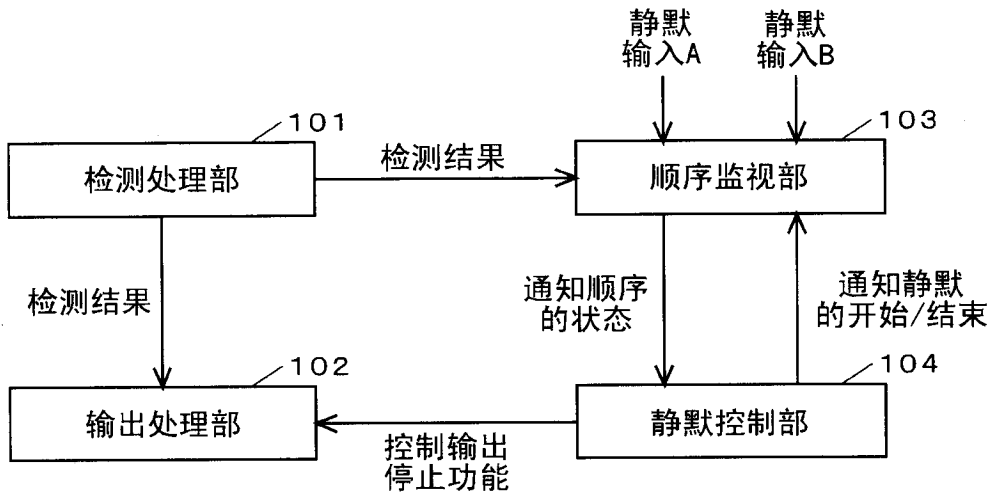 静默
输入A
静默
输入B
101
103
检测处理部
检测结果
顺序监视部
检测结果
通知顺序
的状态
通知静默
的开始/结束
102
104
输出处理部
静默控制部
控制输出
停止功能